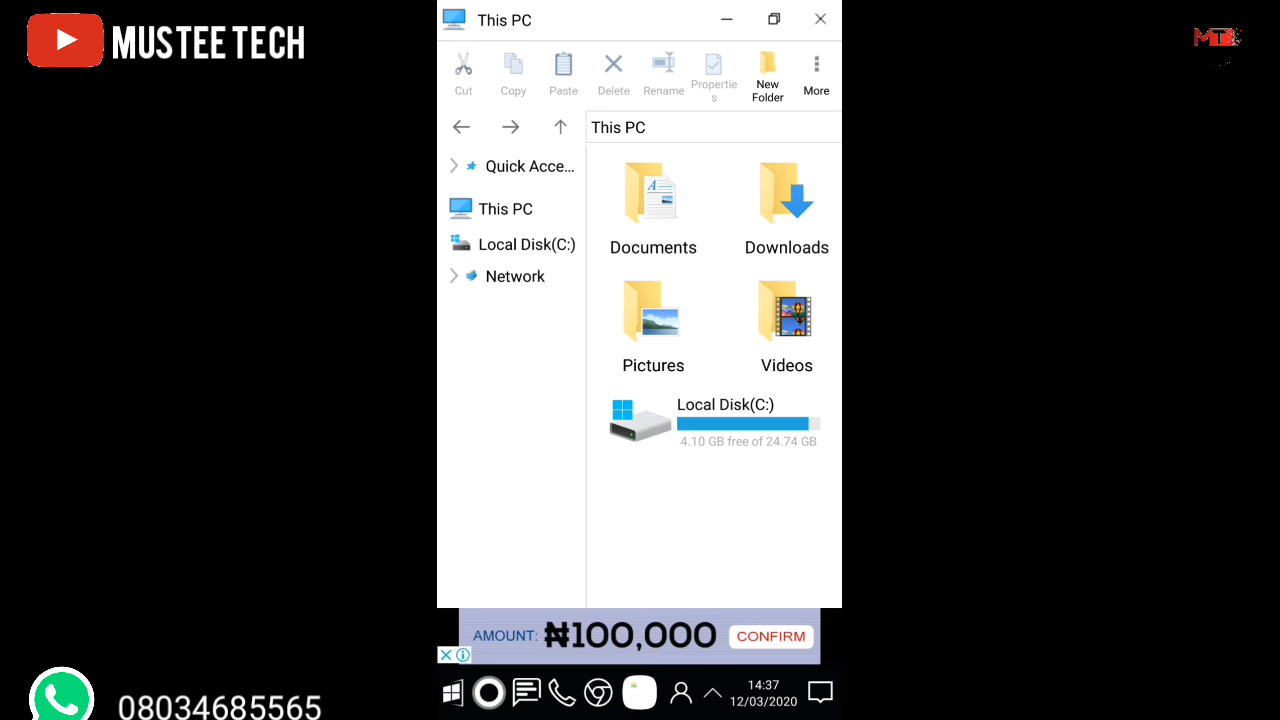 MUSTEE TECH
This PC
MTB
Cut
Copy
Paste
Delete
Rename
Propertie
s
New
Folder
More
This PC
Quick Acce...
This PC
Local Disk(C:)
Network
Documents
Downloads
Pictures
Videos
Local Disk(C:)
4.10 GB free of 24.74 GB
AMOUNT: ₦100,000 CONFIRM
14:37
12/03/2020
08034685565